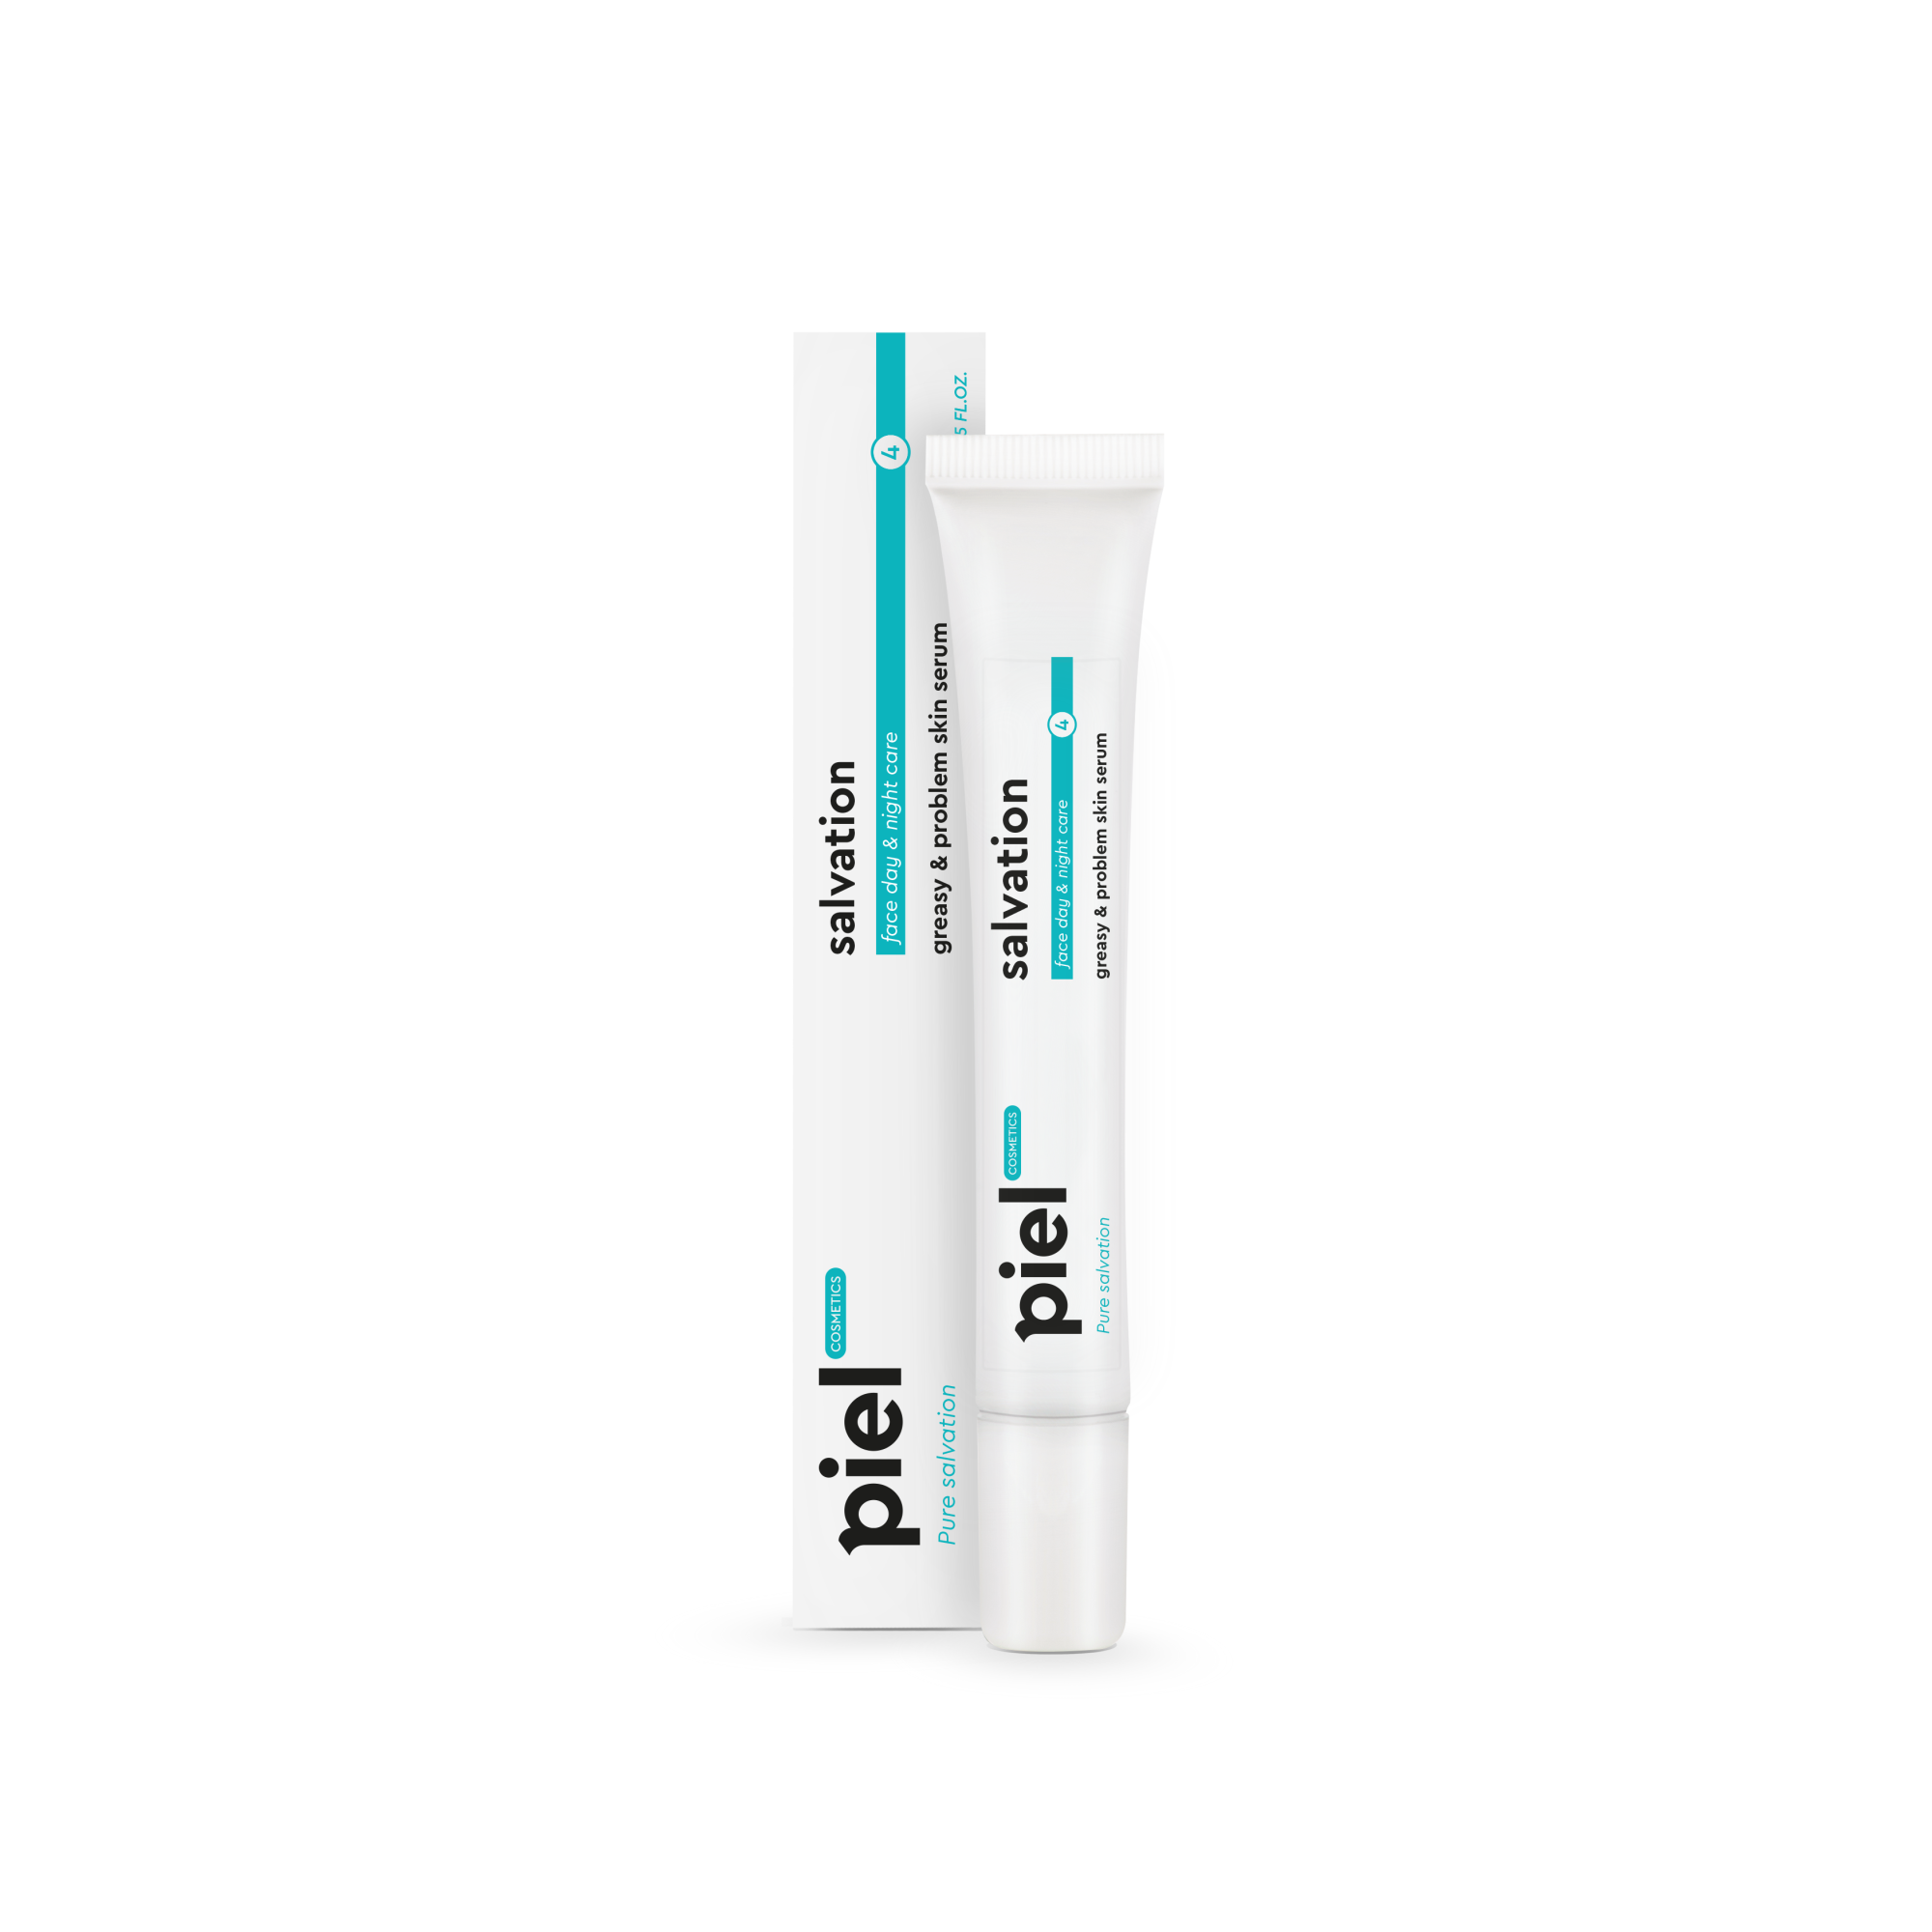 piel COSMETICS
Pure salvation
salvation
face day & night care 4
greasy & problem skin serum
5 FL.OZ.
piel COSMETICS
Pure salvation
salvation
face day & night care 4
greasy & problem skin serum